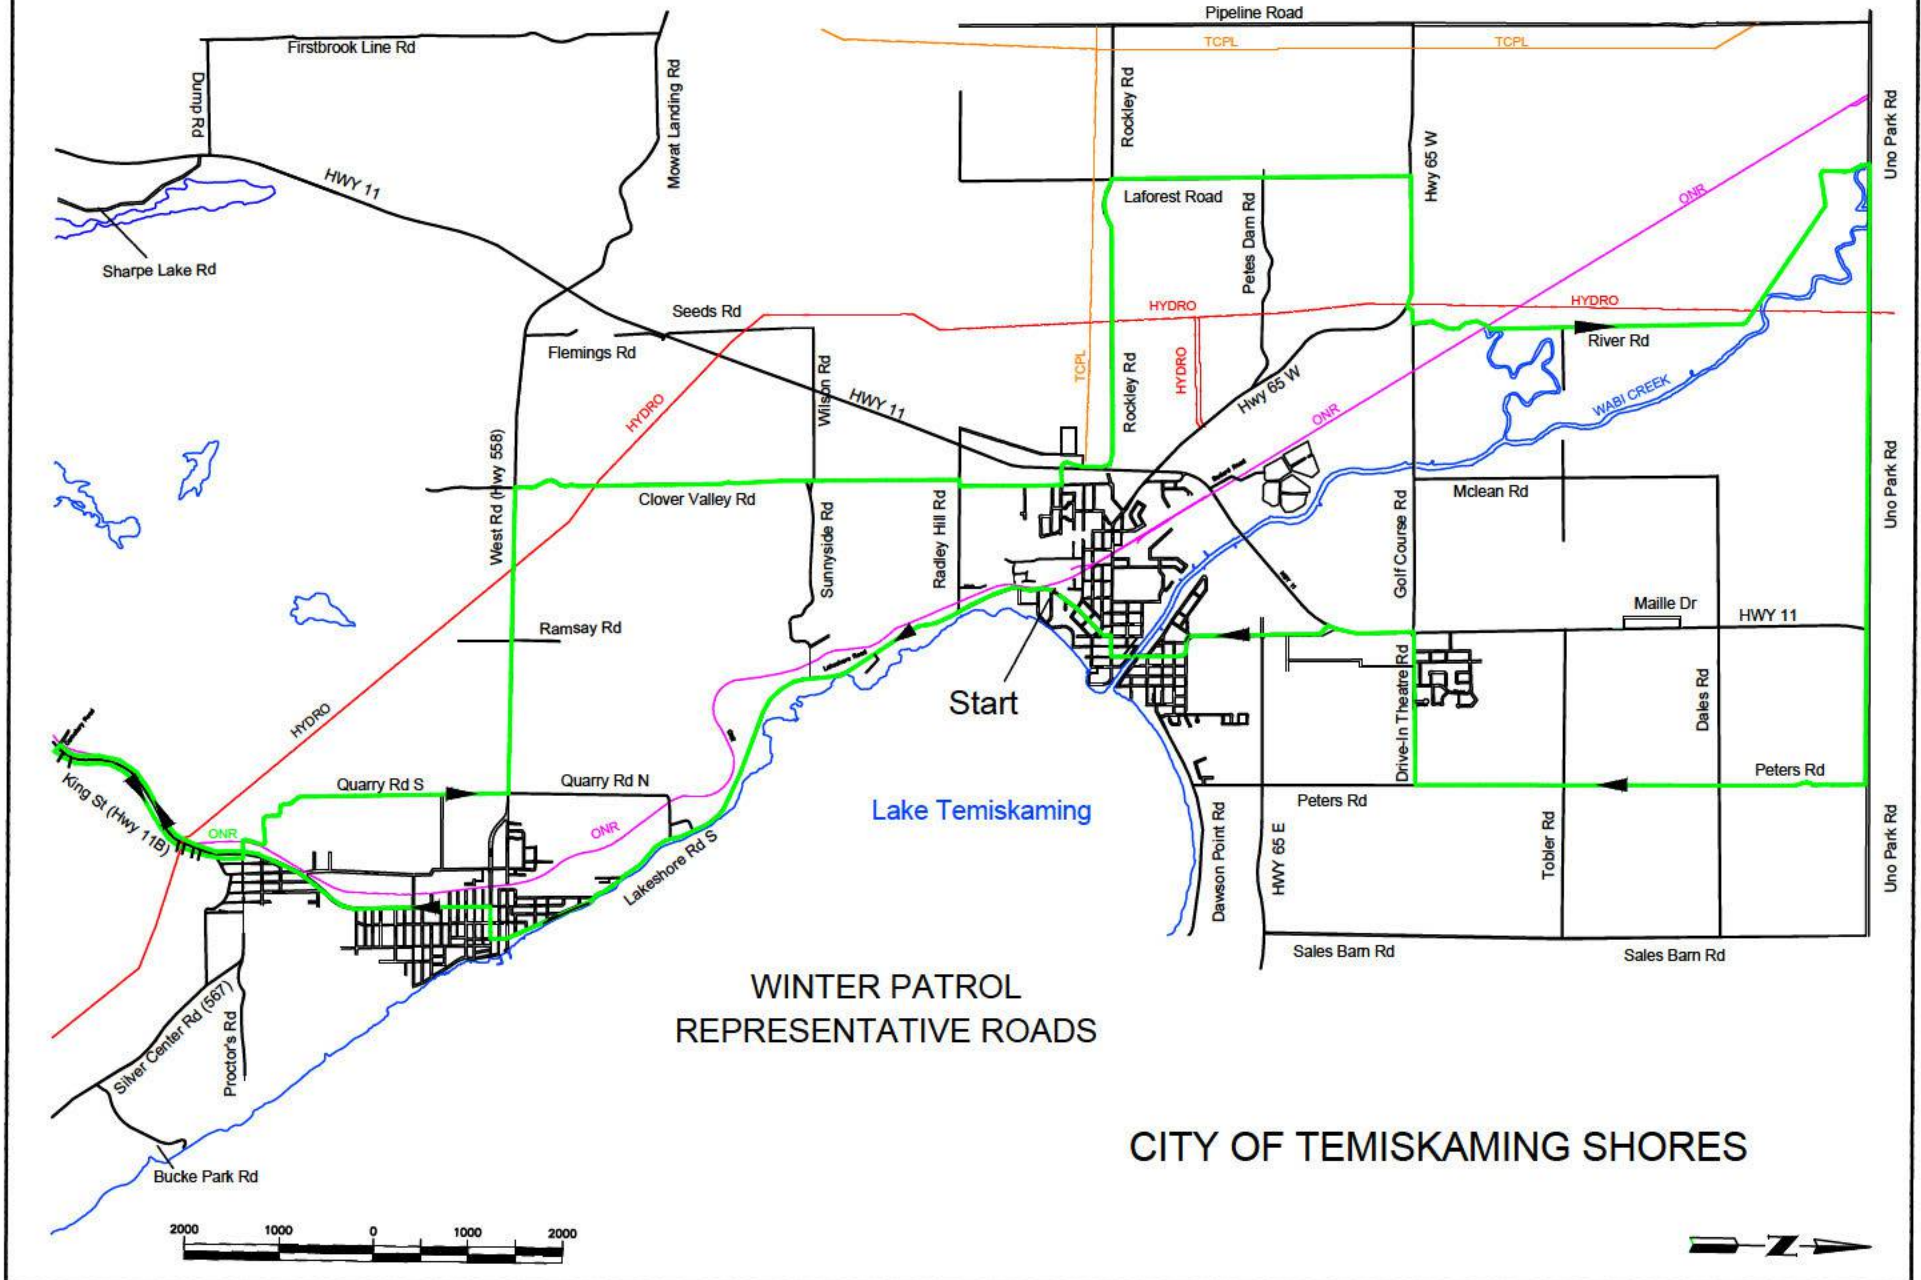 Pipeline Road
Firstbrook Line Rd
TCPL
TCPL
Dump Rd
Mowat Landing Rd
Rockley Rd
Hwy 65 W
Uno Park Rd
HWY 11
Laforest Road
Petes Dam Rd
ONR
Sharpe Lake Rd
Seeds Rd
HYDRO
HYDRO
Flemings Rd
River Rd
Wilson Rd
TCPL
Rockley Rd
HYDRO
Hwy 65 W
WABI CREEK
HYDRO
HWY 11
ONR
West Rd (Hwy 558)
Clover Valley Rd
Mclean Rd
Uno Park Rd
Sunnyside Rd
Radley Hill Rd
Golf Course Rd
Maille Dr
HWY 11
Ramsay Rd
Lakeshore Road
Start
Drive-In Theatre Rd
Dales Rd
HYDRO
King St (Hwy 11B)
Quarry Rd S
Quarry Rd N
Lake Temiskaming
Peters Rd
Peters Rd
ONR
ONR
Lakeshore Rd S
Dawson Point Rd
HWY 65 E
Tobler Rd
Uno Park Rd
Sales Barn Rd
Sales Barn Rd
WINTER PATROL
REPRESENTATIVE ROADS
Silver Center Rd (567)
Proctor's Rd
CITY OF TEMISKAMING SHORES
Bucke Park Rd
2000 1000 0 1000 2000
Z